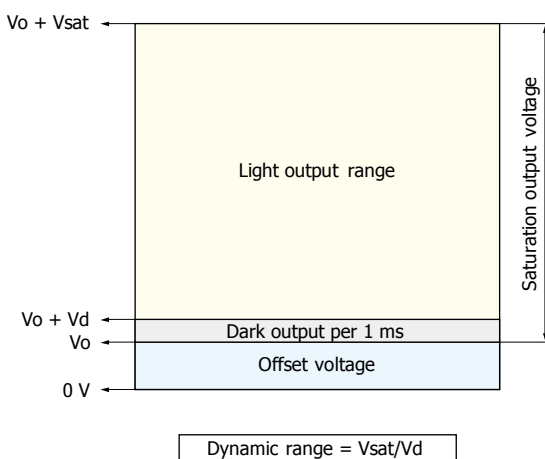 Vo + Vsat
Light output range
Saturation output voltage
Vo + Vd
Dark output per 1 ms
Vo
Offset voltage
0 V
Dynamic range = Vsat/Vd